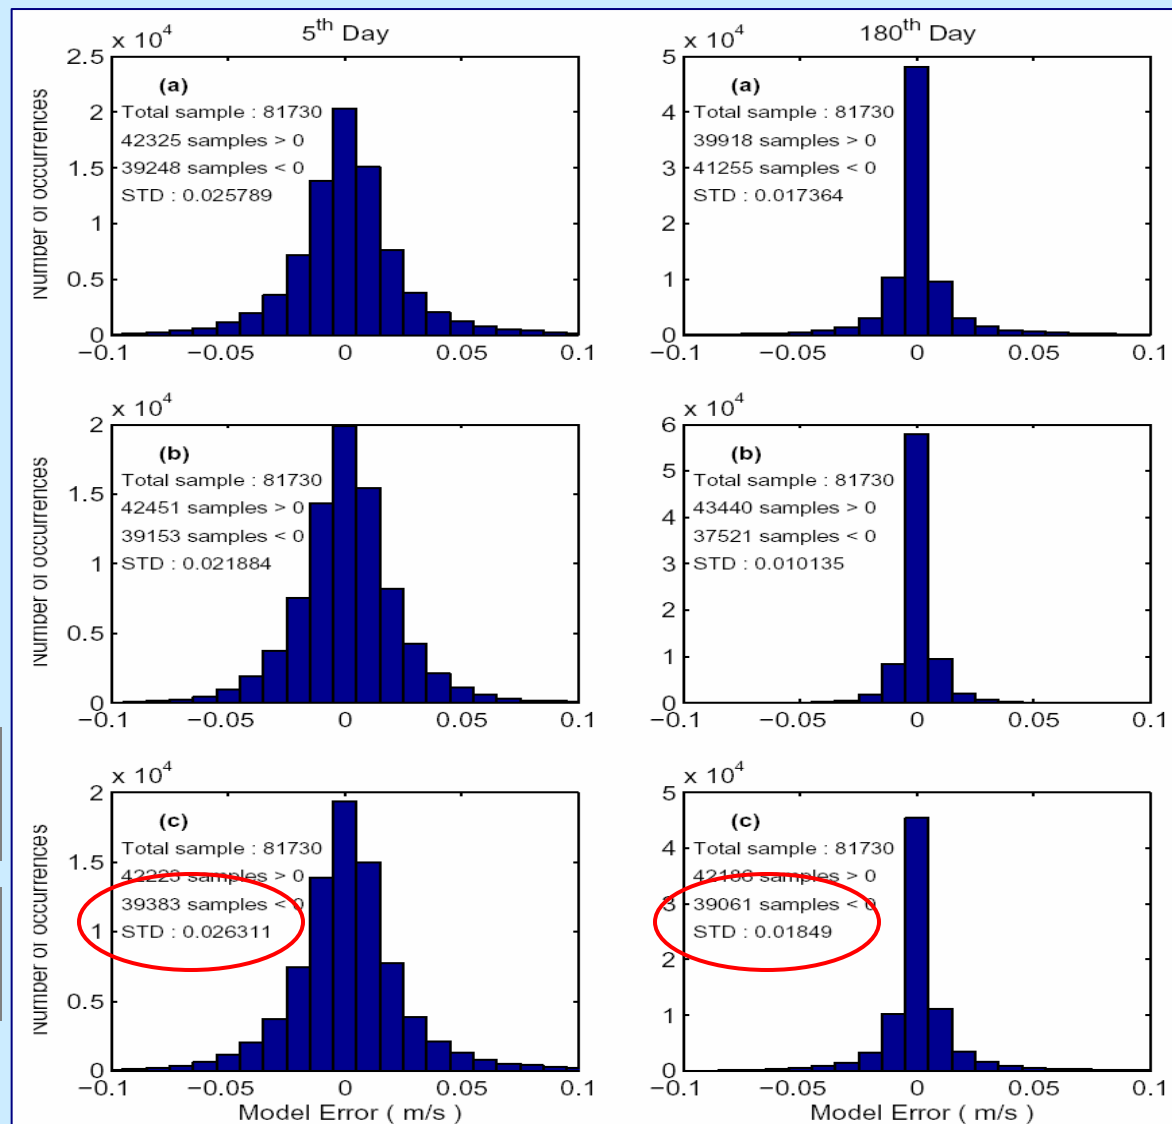 5th Day
x 10^4
2.5
2
1.5
1
0.5
0
Number of occurrences
(a)
Total sample : 81730
42325 samples > 0
39248 samples < 0
STD : 0.025789
−0.1 −0.05 0 0.05 0.1
180th Day
x 10^4
5
4
3
2
1
0
(a)
Total sample : 81730
39918 samples > 0
41255 samples < 0
STD : 0.017364
−0.1 −0.05 0 0.05 0.1
x 10^4
2
1.5
1
0.5
0
Number of occurrences
(b)
Total sample : 81730
42451 samples > 0
39153 samples < 0
STD : 0.021884
−0.1 −0.05 0 0.05 0.1
x 10^4
6
5
4
3
2
1
0
(b)
Total sample : 81730
43440 samples > 0
37521 samples < 0
STD : 0.010135
−0.1 −0.05 0 0.05 0.1
x 10^4
2
1.5
1
0.5
0
Number of occurrences
(c)
Total sample : 81730
42223 samples > 0
39383 samples < 0
STD : 0.026311
−0.1 −0.05 0 0.05 0.1
Model Error ( m/s )
x 10^4
5
4
3
2
1
0
(c)
Total sample : 81730
42186 samples > 0
39061 samples < 0
STD : 0.01849
−0.1 −0.05 0 0.05 0.1
Model Error ( m/s )